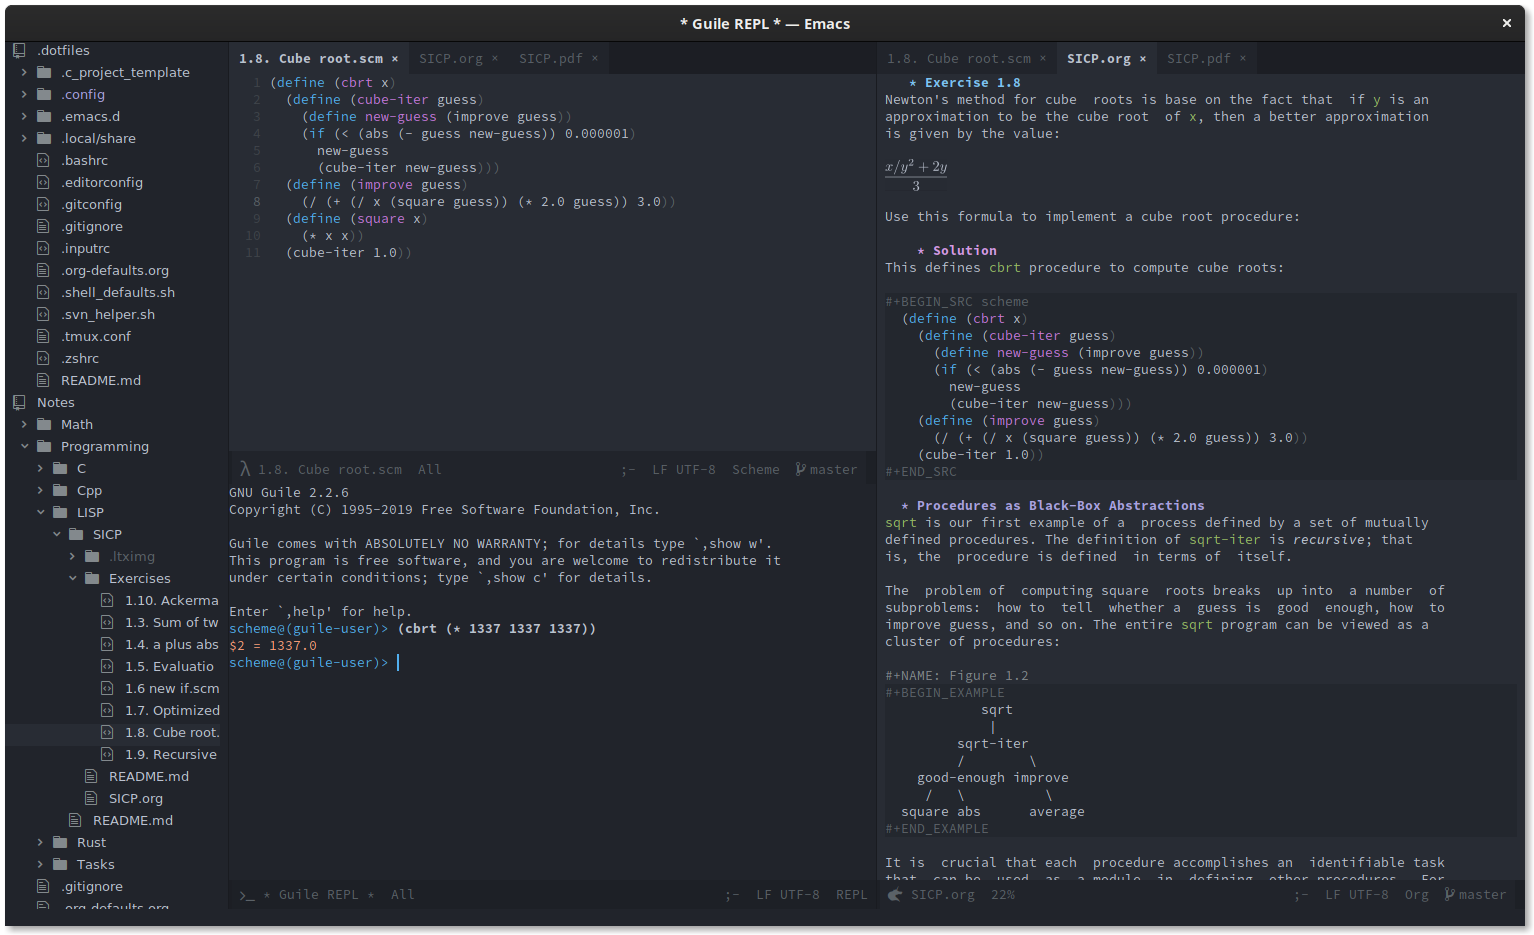 * Guile REPL * — Emacs ×
.dotfiles
.c_project_template
.config
.emacs.d
.local/share
.bashrc
.editorconfig
.gitconfig
.gitignore
.inputrc
.org-defaults.org
.shell_defaults.sh
.svn_helper.sh
.tmux.conf
.zshrc
README.md
Notes
Math
Programming
C
Cpp
LISP
SICP
.ltximg
Exercises
1.10. Ackerma
1.3. Sum of tw
1.4. a plus abs
1.5. Evaluatio
1.6 new if.scm
1.7. Optimized
1.8. Cube root.
1.9. Recursive
README.md
SICP.org
README.md
Rust
Tasks
.gitignore
.org-defaults.org
1.8. Cube root.scm × SICP.org × SICP.pdf ×
1 (define (cbrt x)
2   (define (cube-iter guess)
3     (define new-guess (improve guess))
4     (if (< (abs (- guess new-guess)) 0.000001)
5       new-guess
6       (cube-iter new-guess)))
7   (define (improve guess)
8     (/ (+ (/ x (square guess)) (* 2.0 guess)) 3.0))
9   (define (square x)
10     (* x x))
11   (cube-iter 1.0))
λ 1.8. Cube root.scm All ;- LF UTF-8 Scheme master
GNU Guile 2.2.6
Copyright (C) 1995-2019 Free Software Foundation, Inc.
Guile comes with ABSOLUTELY NO WARRANTY; for details type `,show w'.
This program is free software, and you are welcome to redistribute it
under certain conditions; type `,show c' for details.
Enter `,help' for help.
scheme@(guile-user)> (cbrt (* 1337 1337 1337))
$2 = 1337.0
scheme@(guile-user)>
>_ * Guile REPL * All ;- LF UTF-8 REPL
1.8. Cube root.scm × SICP.org × SICP.pdf ×
* Exercise 1.8
Newton's method for cube  roots is base on the fact that  if y is an
approximation to be the cube root  of x, then a better approximation
is given by the value:
x/y² + 2y
3
Use this formula to implement a cube root procedure:
* Solution
This defines cbrt procedure to compute cube roots:
#+BEGIN_SRC scheme
(define (cbrt x)
  (define (cube-iter guess)
    (define new-guess (improve guess))
    (if (< (abs (- guess new-guess)) 0.000001)
      new-guess
      (cube-iter new-guess)))
  (define (improve guess)
    (/ (+ (/ x (square guess)) (* 2.0 guess)) 3.0))
  (cube-iter 1.0))
#+END_SRC
* Procedures as Black-Box Abstractions
sqrt is our first example of a  process defined by a set of mutually
defined procedures. The definition of sqrt-iter is recursive; that
is, the  procedure is defined  in terms of  itself.
The  problem of  computing square  roots breaks  up into  a number  of
subproblems:  how to  tell  whether a  guess is  good  enough, how  to
improve guess, and so on. The entire sqrt program can be viewed as a
cluster of procedures:
#+NAME: Figure 1.2
#+BEGIN_EXAMPLE
sqrt
|
sqrt-iter
/        \
good-enough improve
/   \          \
square abs      average
#+END_EXAMPLE
It is  crucial that each  procedure accomplishes an  identifiable task
that  can be  used  as  a module  in  defining  other procedures.  For
SICP.org 22% ;- LF UTF-8 Org master